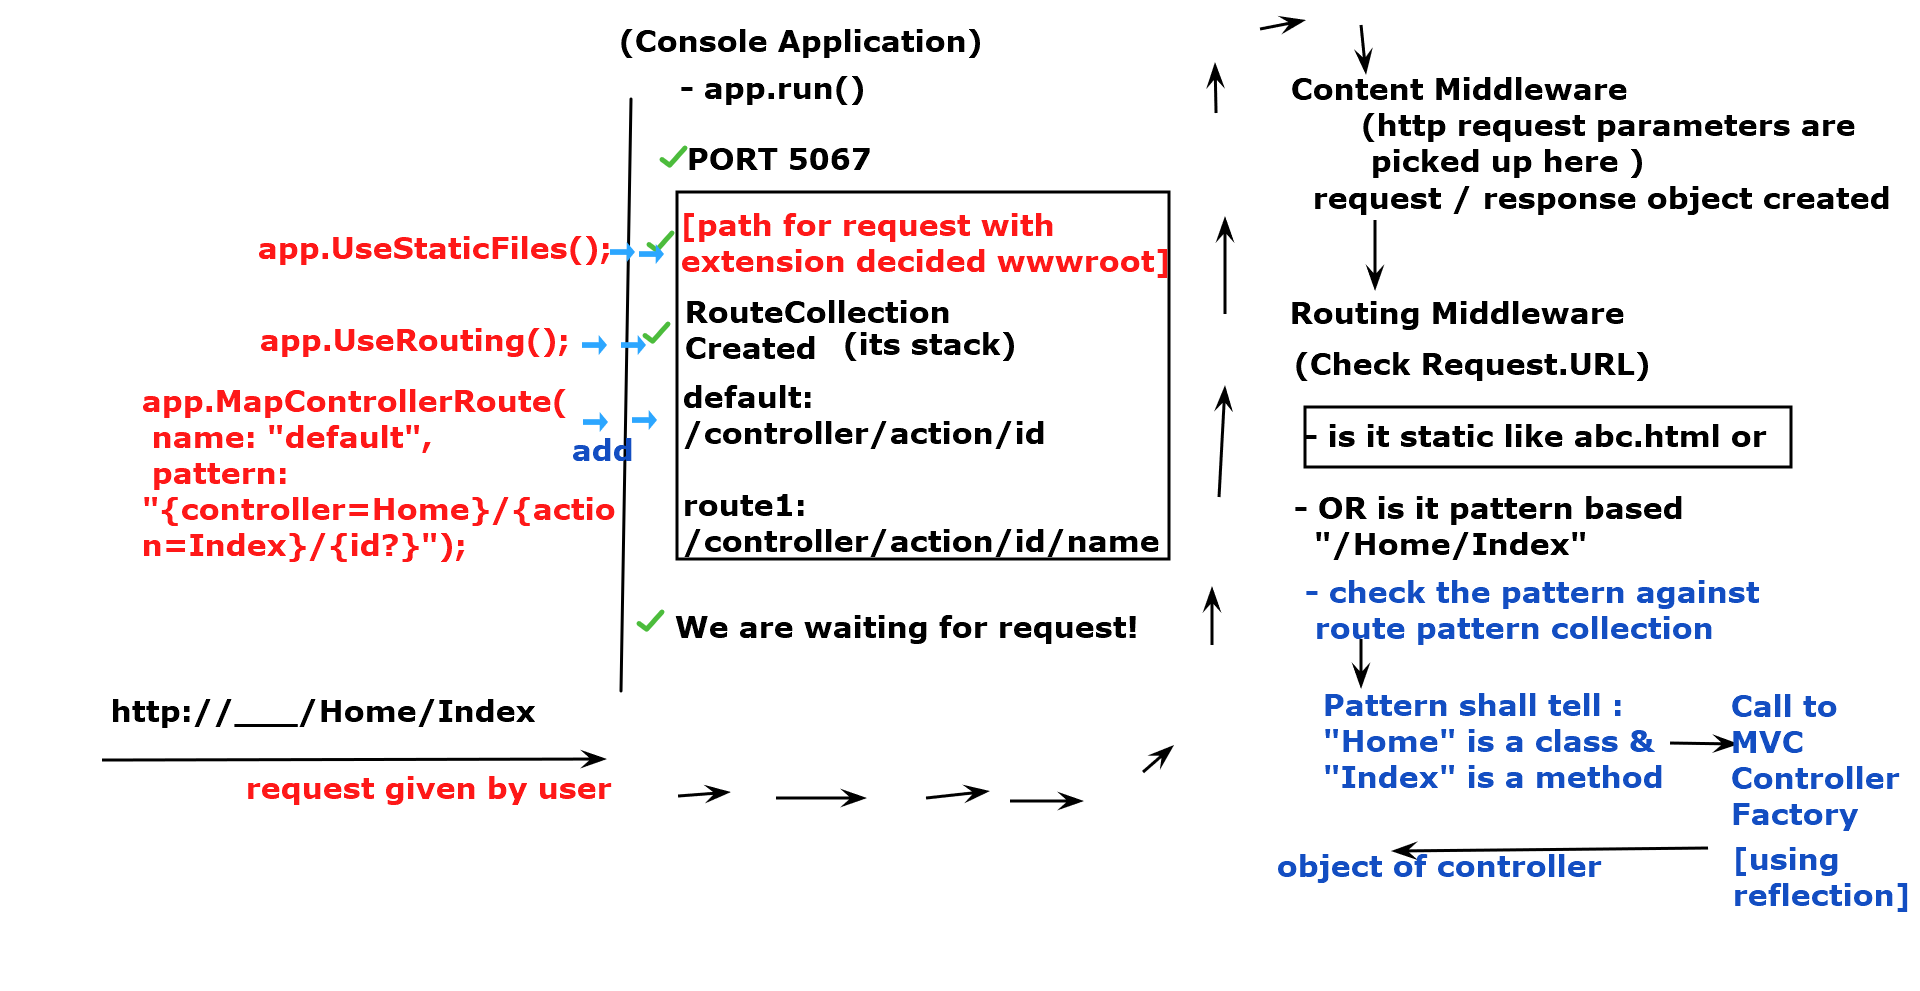 (Console Application)
- app.run()
PORT 5067
app.UseStaticFiles();
[path for request with
extension decided wwwroot]
app.UseRouting();
RouteCollection
Created (its stack)
app.MapControllerRoute(
name: "default",
pattern:
"{controller=Home}/{actio
n=Index}/{id?}");
add
default:
/controller/action/id
route1:
/controller/action/id/name
We are waiting for request!
http://____/Home/Index
request given by user
Content Middleware
(http request parameters are
picked up here )
request / response object created
Routing Middleware
(Check Request.URL)
- is it static like abc.html or
- OR is it pattern based
"/Home/Index"
- check the pattern against
route pattern collection
Pattern shall tell :
"Home" is a class &
"Index" is a method
Call to
MVC
Controller
Factory
[using
reflection]
object of controller